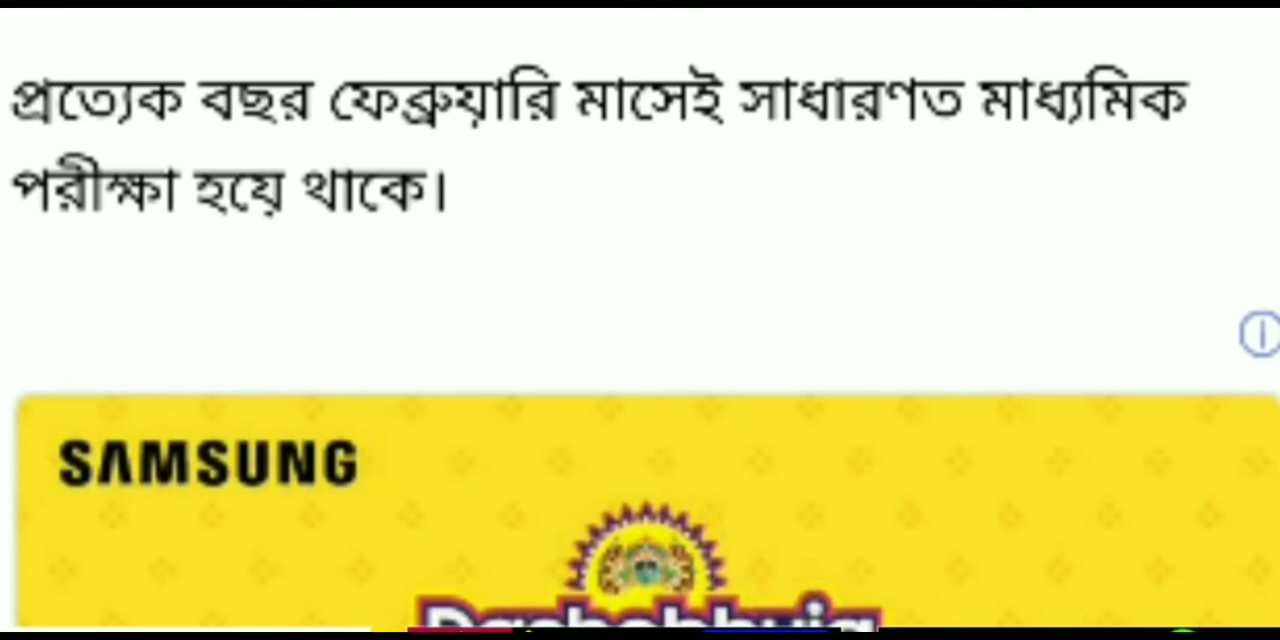 প্রত্যেক বছর ফেব্রুয়ারি মাসেই সাধারণত মাধ্যমিক
পরীক্ষা হয়ে থাকে।
SAMSUNG